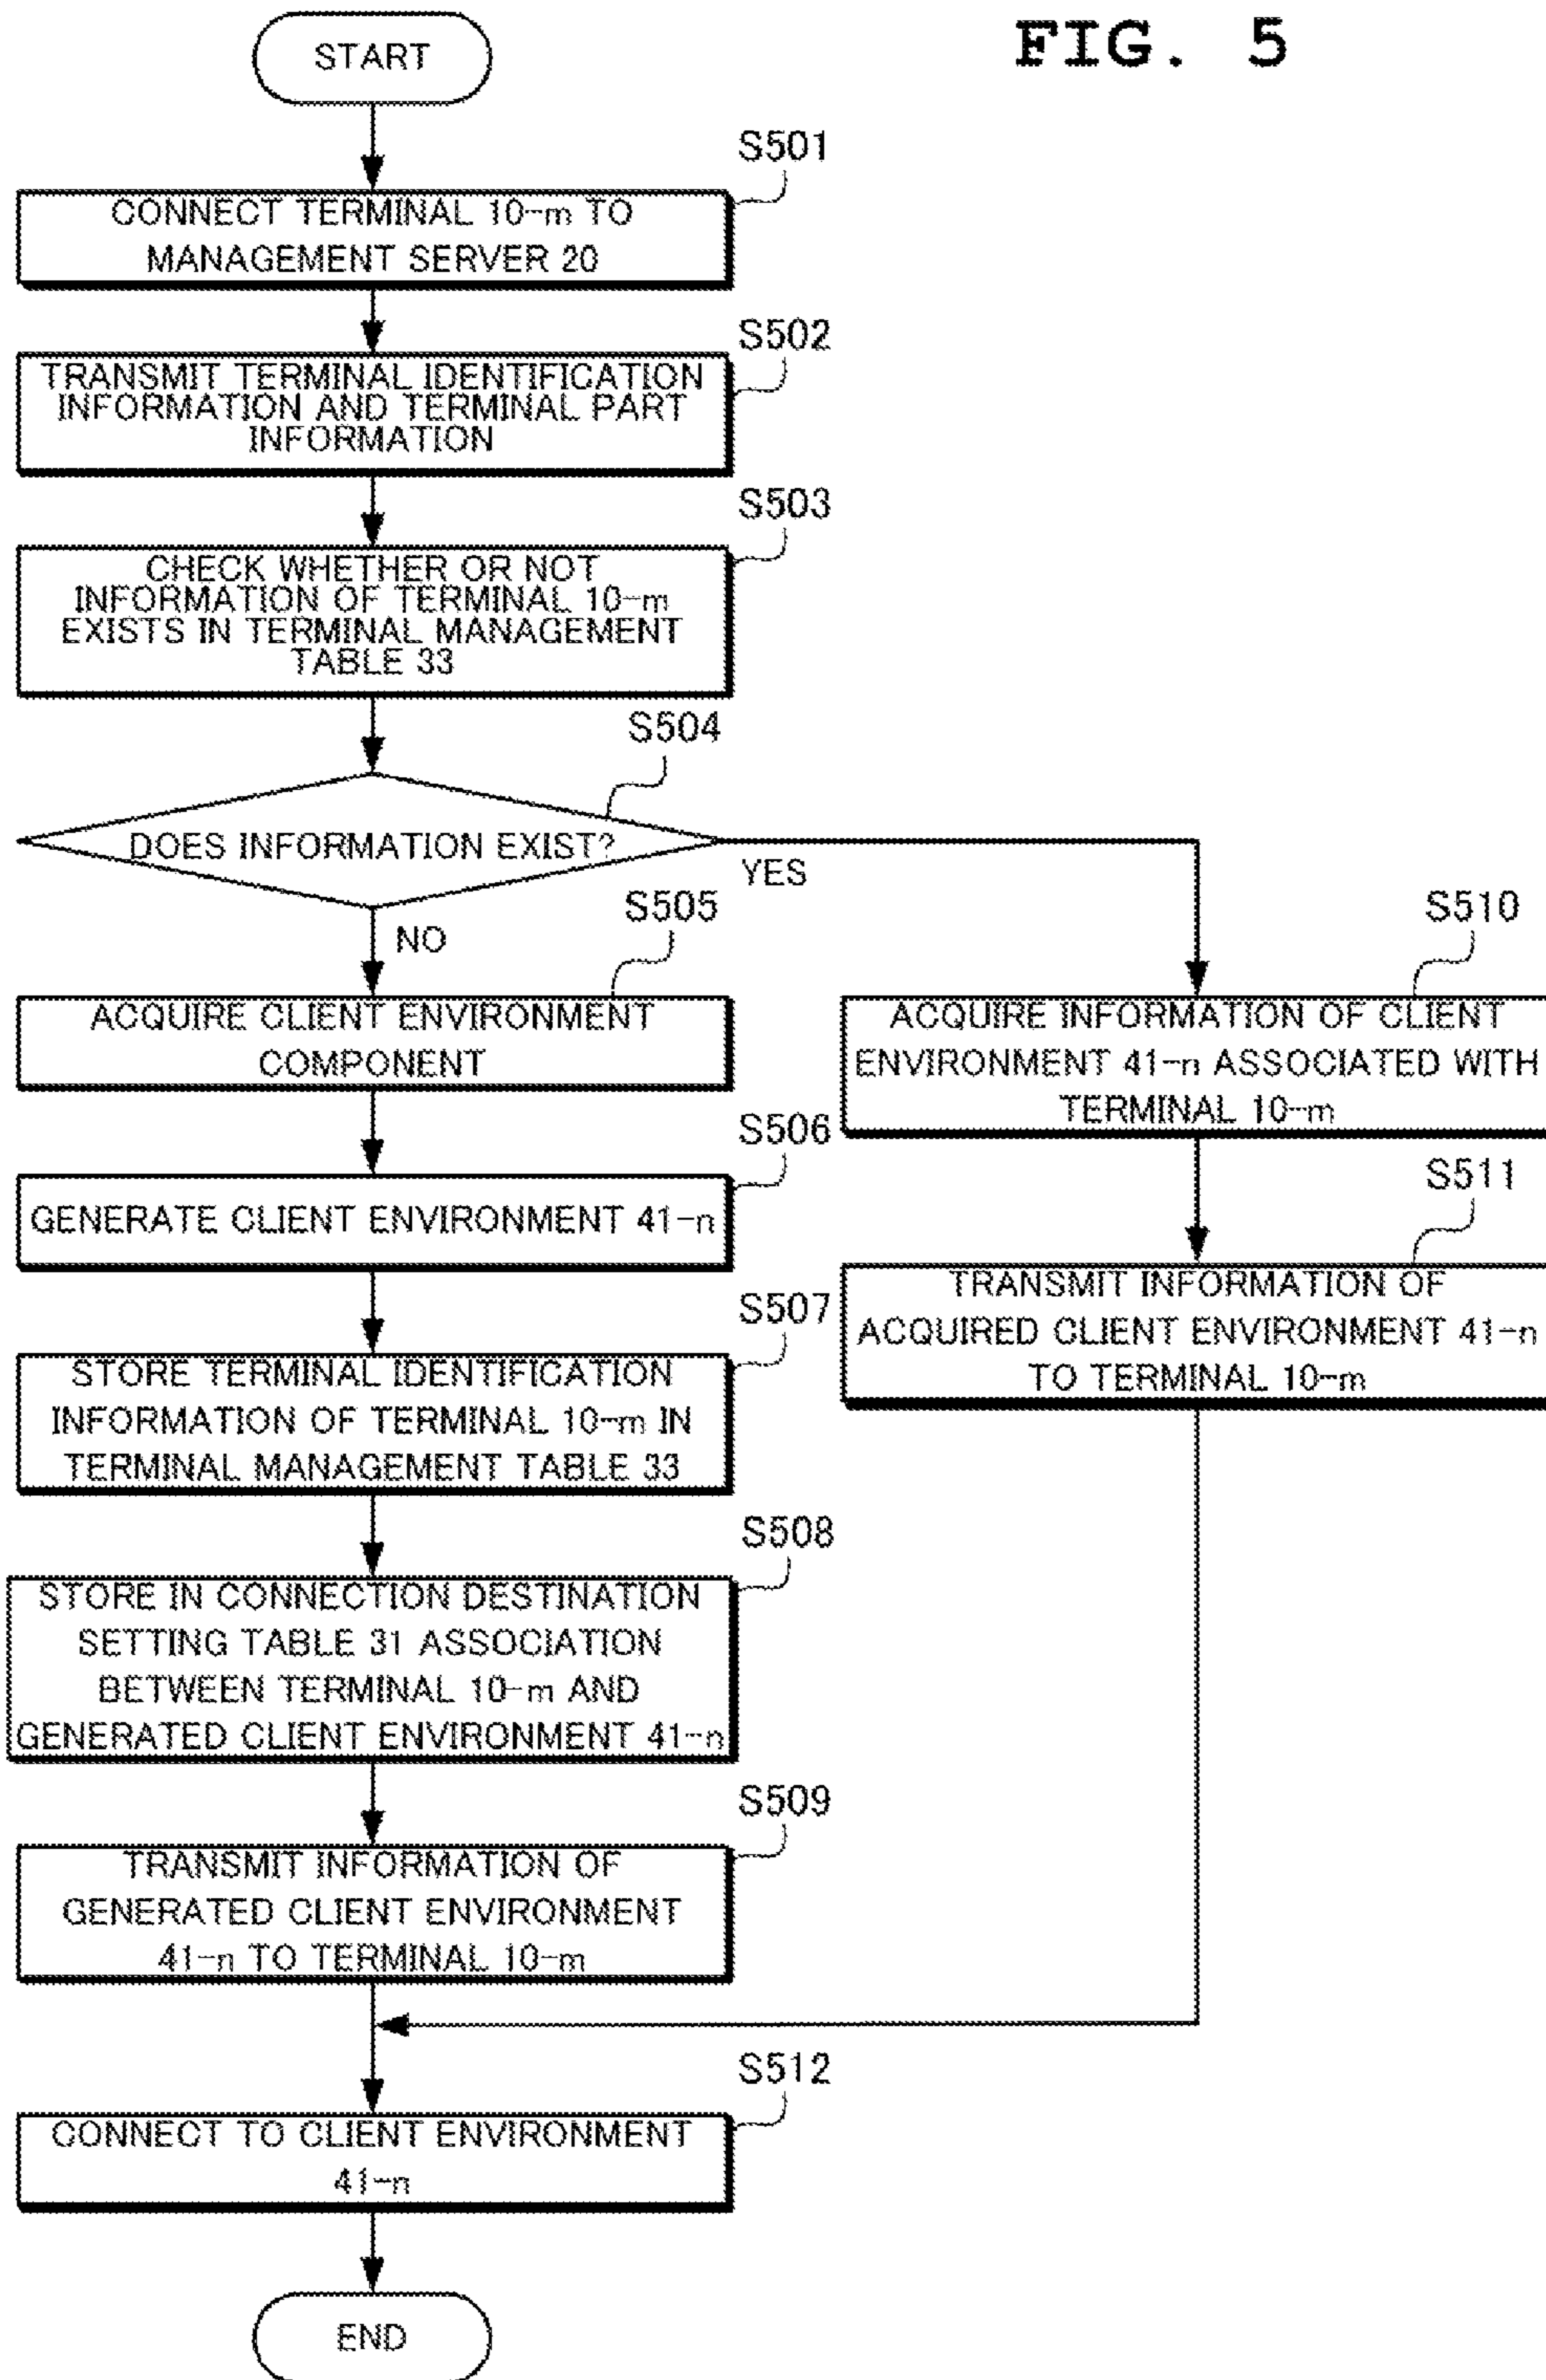 FIG. 5
START
S501
CONNECT TERMINAL 10-m TO
MANAGEMENT SERVER 20
S502
TRANSMIT TERMINAL IDENTIFICATION
INFORMATION AND TERMINAL PART
INFORMATION
S503
CHECK WHETHER OR NOT
INFORMATION OF TERMINAL 10-m
EXISTS IN TERMINAL MANAGEMENT
TABLE 33
S504
DOES INFORMATION EXIST?
YES
NO
S505
ACQUIRE CLIENT ENVIRONMENT
COMPONENT
S506
GENERATE CLIENT ENVIRONMENT 41-n
S507
STORE TERMINAL IDENTIFICATION
INFORMATION OF TERMINAL 10-m IN
TERMINAL MANAGEMENT TABLE 33
S508
STORE IN CONNECTION DESTINATION
SETTING TABLE 31 ASSOCIATION
BETWEEN TERMINAL 10-m AND
GENERATED CLIENT ENVIRONMENT 41-n
S509
TRANSMIT INFORMATION OF
GENERATED CLIENT ENVIRONMENT
41-n TO TERMINAL 10-m
S510
ACQUIRE INFORMATION OF CLIENT
ENVIRONMENT 41-n ASSOCIATED WITH
TERMINAL 10-m
S511
TRANSMIT INFORMATION OF
ACQUIRED CLIENT ENVIRONMENT 41-n
TO TERMINAL 10-m
S512
CONNECT TO CLIENT ENVIRONMENT
41-n
END